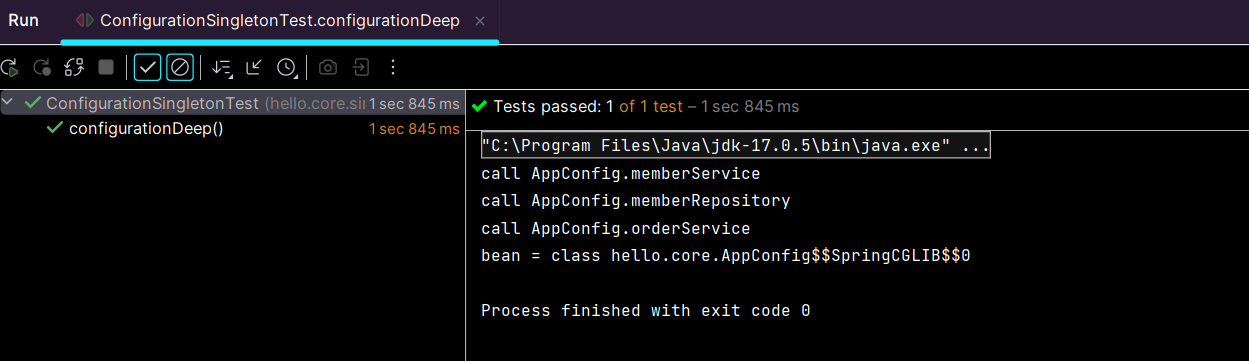 Run ConfigurationSingletonTest.configurationDeep ×
ConfigurationSingletonTest (hello.core.sin 1 sec 845 ms
configurationDeep() 1 sec 845 ms
Tests passed: 1 of 1 test – 1 sec 845 ms
"C:\Program Files\Java\jdk-17.0.5\bin\java.exe" ...
call AppConfig.memberService
call AppConfig.memberRepository
call AppConfig.orderService
bean = class hello.core.AppConfig$$SpringCGLIB$$0
Process finished with exit code 0